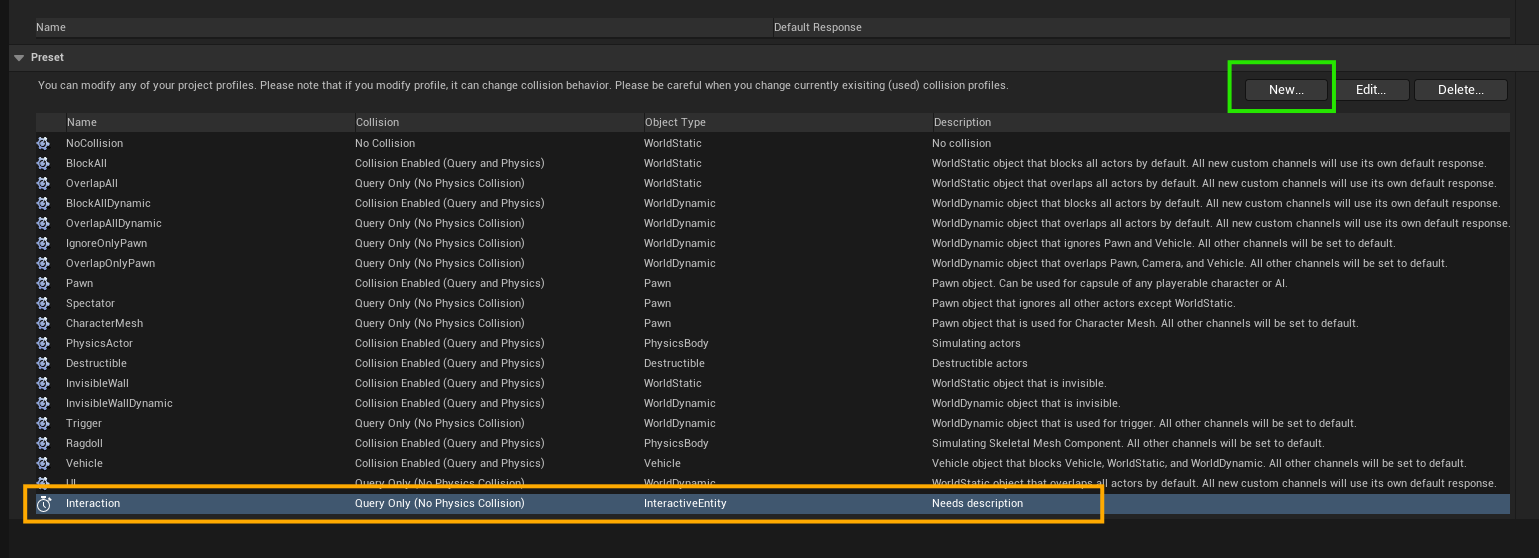 Name Default Response
Preset
You can modify any of your project profiles. Please note that if you modify profile, it can change collision behavior. Please be careful when you change currently exisiting (used) collision profiles.
New... Edit... Delete...
Name Collision Object Type Description
NoCollision No Collision WorldStatic No collision
BlockAll Collision Enabled (Query and Physics) WorldStatic WorldStatic object that blocks all actors by default. All new custom channels will use its own default response.
OverlapAll Query Only (No Physics Collision) WorldStatic WorldStatic object that overlaps all actors by default. All new custom channels will use its own default response.
BlockAllDynamic Collision Enabled (Query and Physics) WorldDynamic WorldDynamic object that blocks all actors by default. All new custom channels will use its own default response.
OverlapAllDynamic Query Only (No Physics Collision) WorldDynamic WorldDynamic object that overlaps all actors by default. All new custom channels will use its own default response.
IgnoreOnlyPawn Query Only (No Physics Collision) WorldDynamic WorldDynamic object that ignores Pawn and Vehicle. All other channels will be set to default.
OverlapOnlyPawn Query Only (No Physics Collision) WorldDynamic WorldDynamic object that overlaps Pawn, Camera, and Vehicle. All other channels will be set to default.
Pawn Collision Enabled (Query and Physics) Pawn Pawn object. Can be used for capsule of any playerable character or AI.
Spectator Query Only (No Physics Collision) Pawn Pawn object that ignores all other actors except WorldStatic.
CharacterMesh Query Only (No Physics Collision) Pawn Pawn object that is used for Character Mesh. All other channels will be set to default.
PhysicsActor Collision Enabled (Query and Physics) PhysicsBody Simulating actors
Destructible Collision Enabled (Query and Physics) Destructible Destructible actors
InvisibleWall Collision Enabled (Query and Physics) WorldStatic WorldStatic object that is invisible.
InvisibleWallDynamic Collision Enabled (Query and Physics) WorldDynamic WorldDynamic object that is invisible.
Trigger Query Only (No Physics Collision) WorldDynamic WorldDynamic object that is used for trigger. All other channels will be set to default.
Ragdoll Collision Enabled (Query and Physics) PhysicsBody Simulating Skeletal Mesh Component. All other channels will be set to default.
Vehicle Collision Enabled (Query and Physics) Vehicle Vehicle object that blocks Vehicle, WorldStatic, and WorldDynamic. All other channels will be set to default.
UI Query Only (No Physics Collision) WorldDynamic WorldStatic object that overlaps all actors by default. All new custom channels will use its own default response.
Interaction Query Only (No Physics Collision) InteractiveEntity Needs description